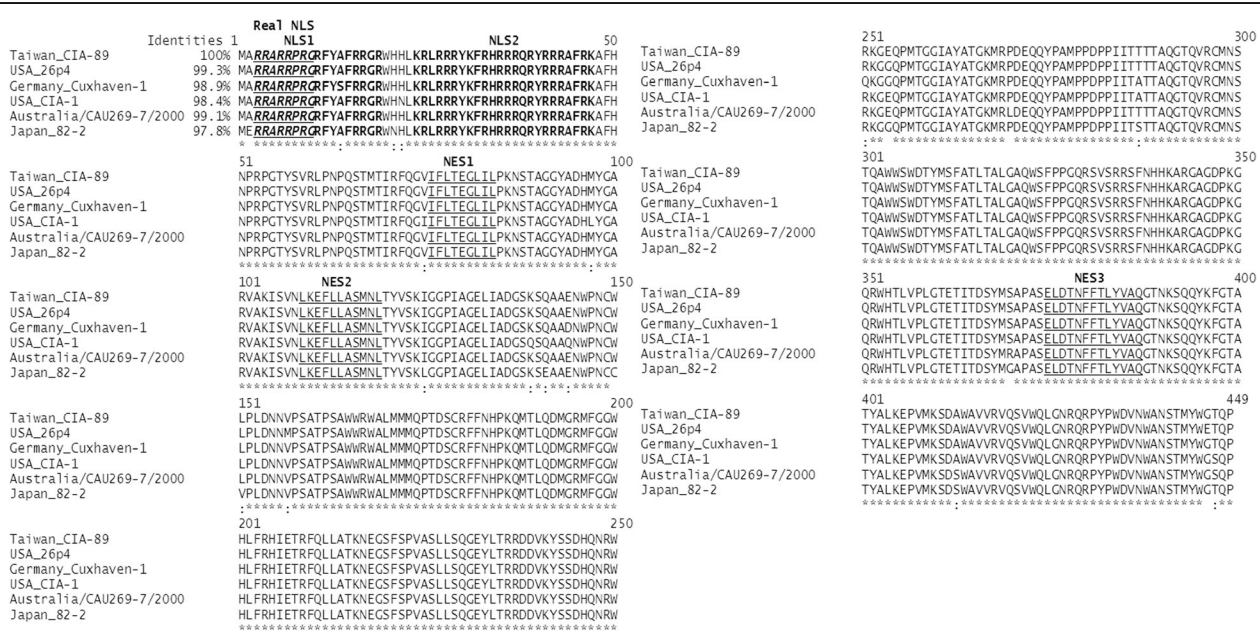 Real NLS
Identities 1 NLS1 NLS2 50
Taiwan_CIA-89 100% MARRARRPRGRFYAFRRGRWHHLKRLRRRYKFRHRRRQRYRRRAFRKAFH
USA_26p4 99.3% MARRARRPRGRFYAFRRGRWHHLKRLRRRYKFRHRRRQRYRRRAFRKAFH
Germany_Cuxhaven-1 98.9% MARRARRPRGRFYSFRRGRWHHLKRLRRRYKFRHRRRQRYRRRAFRKAFH
USA_CIA-1 98.4% MARRARRPRGRFYAFRRGRWHNLKRLRRRYKFRHRRRQRYRRRAFRKAFH
Australia/CAU269-7/2000 99.1% MARRARRPRGRFYAFRRGRWHHLKRLRRRYKFRHRRRQRYRRRAFRKAFH
Japan_82-2 97.8% MERRARRPRGRFYAFRRGRWNHLKRLRRRYKFRHRRRQRYRRRAFRKAFH
* ***********:******::***************************
51 NES1 100
Taiwan_CIA-89 NPRPGTYSVRLPNPQSTMTIRFQGVIFLTEGLILPKNSTAGGYADHMYGA
USA_26p4 NPRPGTYSVRLPNPQSTMTIRFQGVIFLTEGLILPKNSTAGGYADHMYGA
Germany_Cuxhaven-1 NPRPGTYSVRLPNPQSTMTIRFQGVIFLTEGLILPKNSTAGGYADHMYGA
USA_CIA-1 NPRPGTYSVRLPNPQSTMTIRFQGIIFLTEGLILPKNSTAGGYADHLYGA
Australia/CAU269-7/2000 NPRPGTYSVRLPNPQSTMTIRFQGVIFLTEGLILPKNSTAGGYADHMYGA
Japan_82-2 NPRPGTYSVRLPNPQSTMTIRFQGVIFLTEGLILPKNSTAGGYADHMYGA
************************:*********************:***
101 NES2 150
Taiwan_CIA-89 RVAKISVNLKEFLLASMNLTYVSKIGGPIAGELIADGSKSQAAENWPNCW
USA_26p4 RVAKISVNLKEFLLASMNLTYVSKIGGPIAGELIADGSKSQAAENWPNCW
Germany_Cuxhaven-1 RVAKISVNLKEFLLASMNLTYVSKIGGPIAGELIADGSKSQAADNWPNCW
USA_CIA-1 RVAKISVNLKEFLLASMNLTYVSKIGGPIAGELIADGSQSQAAQNWPNCW
Australia/CAU269-7/2000 RVAKISVNLKEFLLASMNLTYVSKIGGPIAGELIADGSKSQAAENWPNCW
Japan_82-2 RVAKISVNLKEFLLASMNLTYVSKLGGPIAGELIADGSKSEAAENWPNCC
************************:*************:*:**:*****
151 200
Taiwan_CIA-89 LPLDNNVPSATPSAWWRWALMMMQPTDSCRFFNHPKQMTLQDMGRMFGGW
USA_26p4 LPLDNNMPSATPSAWWRWALMMMQPTDSCRFFNHPKQMTLQDMGRMFGGW
Germany_Cuxhaven-1 LPLDNNVPSATPSAWWRWALMMMQPTDSCRFFNHPKQMTLQDMGRMFGGW
USA_CIA-1 LPLDNNVPSATPSAWWRWALMMMQPTDSCRFFNHPKQMTLQDMGRMFGGW
Australia/CAU269-7/2000 LPLDNNVPSATPSAWWRWALMMMQPTDSCRFFNHPKQMTLQDMGRMFGGW
Japan_82-2 VPLDNNVPSATPSAWWRWALMMMQPTDSCRFFNHPKQMTLQDMGRMFGGW
:*****:*******************************************
201 250
Taiwan_CIA-89 HLFRHIETRFQLLATKNEGSFSPVASLLSQGEYLTRRDDVKYSSDHQNRW
USA_26p4 HLFRHIETRFQLLATKNEGSFSPVASLLSQGEYLTRRDDVKYSSDHQNRW
Germany_Cuxhaven-1 HLFRHIETRFQLLATKNEGSFSPVASLLSQGEYLTRRDDVKYSSDHQNRW
USA_CIA-1 HLFRHIETRFQLLATKNEGSFSPVASLLSQGEYLTRRDDVKYSSDHQNRW
Australia/CAU269-7/2000 HLFRHIETRFQLLATKNEGSFSPVASLLSQGEYLTRRDDVKYSSDHQNRW
Japan_82-2 HLFRHIETRFQLLATKNEGSFSPVASLLSQGEYLTRRDDVKYSSDHQNRW
**************************************************
251 300
Taiwan_CIA-89 RKGEQPMTGGIAYATGKMRPDEQQYPAMPPDPPIITTTTAQGTQVRCMNS
USA_26p4 RKGGQPMTGGIAYATGKMRPDEQQYPAMPPDPPIITTTTAQGTQVRCMNS
Germany_Cuxhaven-1 QKGGQPMTGGIAYATGKMRPDEQQYPAMPPDPPIITATTAQGTQVRCMNS
USA_CIA-1 RKGEQPMTGGIAYATGKMRPDEQQYPAMPPDPPIITATTAQGTQVRCMNS
Australia/CAU269-7/2000 RKGEQPMTGGIAYATGKMRLDEQQYPAMPPDPPIITTTTAQGTQVRCMNS
Japan_82-2 RKGGQPMTGGIAYATGKMRPDEQQYPAMPPDPPIITSTTAQGTQVRCMNS
:** *************** ****************:*************
301 350
Taiwan_CIA-89 TQAWWSWDTYMSFATLTALGAQWSFPPGQRSVSRRSFNHHKARGAGDPKG
USA_26p4 TQAWWSWDTYMSFATLTALGAQWSFPPGQRSVSRRSFNHHKARGAGDPKG
Germany_Cuxhaven-1 TQAWWSWDTYMSFATLTALGAQWSFPPGQRSVSRRSFNHHKARGAGDPKG
USA_CIA-1 TQAWWSWDTYMSFATLTALGAQWSFPPGQRSVSRRSFNHHKARGAGDPKG
Australia/CAU269-7/2000 TQAWWSWDTYMSFATLTALGAQWSFPPGQRSVSRRSFNHHKARGAGDPKG
Japan_82-2 TQAWWSWDTYMSFATLTALGAQWSFPPGQRSVSRRSFNHHKARGAGDPKG
**************************************************
351 NES3 400
Taiwan_CIA-89 QRWHTLVPLGTETITDSYMSAPASELDTNFFTLYVAQGTNKSQQYKFGTA
USA_26p4 QRWHTLVPLGTETITDSYMSAPASELDTNFFTLYVAQGTNKSQQYKFGTA
Germany_Cuxhaven-1 QRWHTLVPLGTETITDSYMSAPASELDTNFFTLYVAQGTNKSQQYKFGTA
USA_CIA-1 QRWHTLVPLGTETITDSYMSAPASELDTNFFTLYVAQGTNKSQQYKFGTA
Australia/CAU269-7/2000 QRWHTLVPLGTETITDSYMRAPASELDTNFFTLYVAQGTNKSQQYKFGTA
Japan_82-2 QRWHTLVPLGTETITDSYMSAPASELDTNFFTLYVAQGTNKSQQYKFGTA
******************* ******************************
401 449
Taiwan_CIA-89 TYALKEPVMKSDAWAVVRVQSVWQLGNRQRPYPWDVNWANSTMYWGTQP
USA_26p4 TYALKEPVMKSDAWAVVRVQSVWQLGNRQRPYPWDVNWANSTMYWETQP
Germany_Cuxhaven-1 TYALKEPVMKSDAWAVVRVQSVWQLGNRQRPYPWDVNWANSTMYWGTQP
USA_CIA-1 TYALKEPVMKSDAWAVVRVQSVWQLGNRQRPYPWDVNWANSTMYWGTQP
Australia/CAU269-7/2000 TYALKEPVMKSDSWAVVRVQSVWQLGNRQRPYPWDVNWANSTMYWGSQP
Japan_82-2 TYALKEPVMKSDSWAVVRVQSVWQLGNRQRPYPWDVNWANSTMYWGTQP
************:******************************** :**